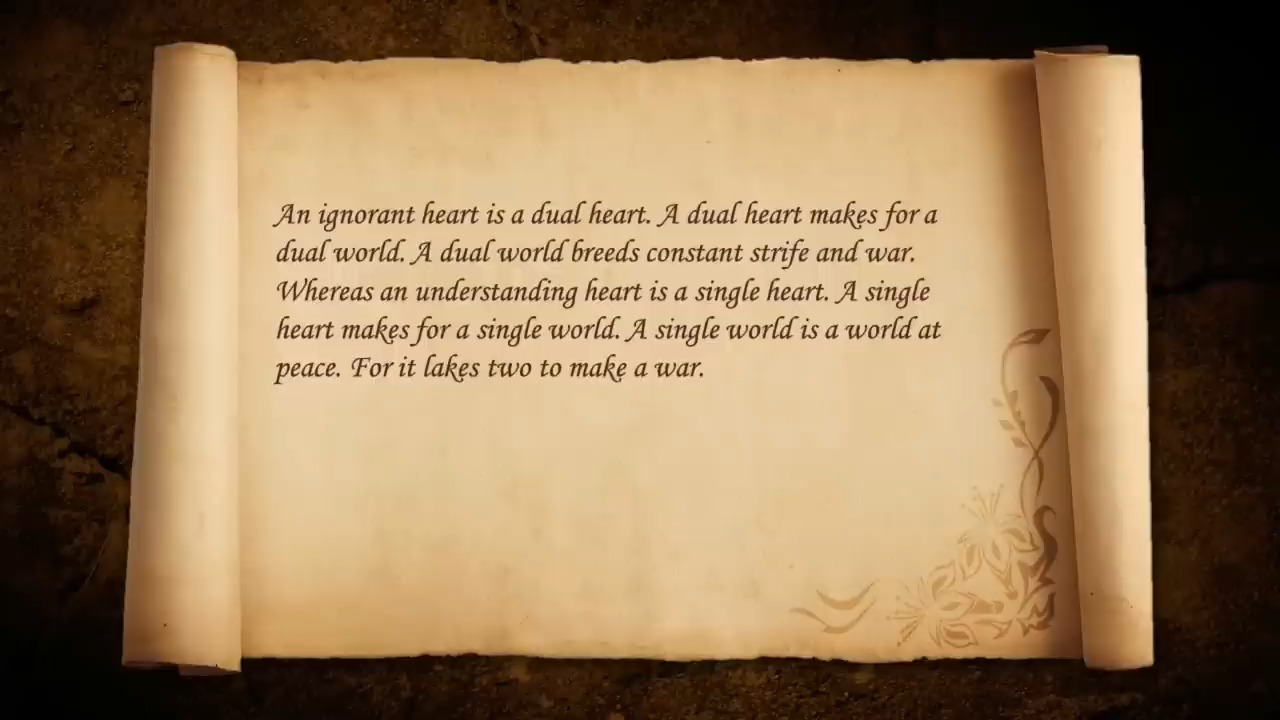 An ignorant heart is a dual heart. A dual heart makes for a
dual world. A dual world breeds constant strife and war.
Whereas an understanding heart is a single heart. A single
heart makes for a single world. A single world is a world at
peace. For it lakes two to make a war.